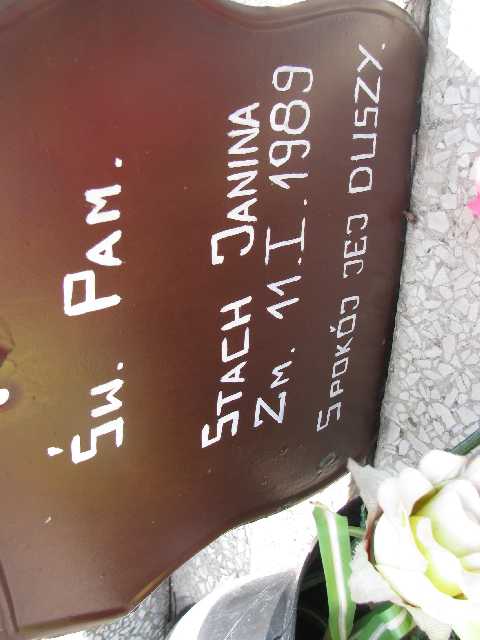 Św. Pam.
Stach Janina
Zm. 11.I.1989
Spokój jej duszy.